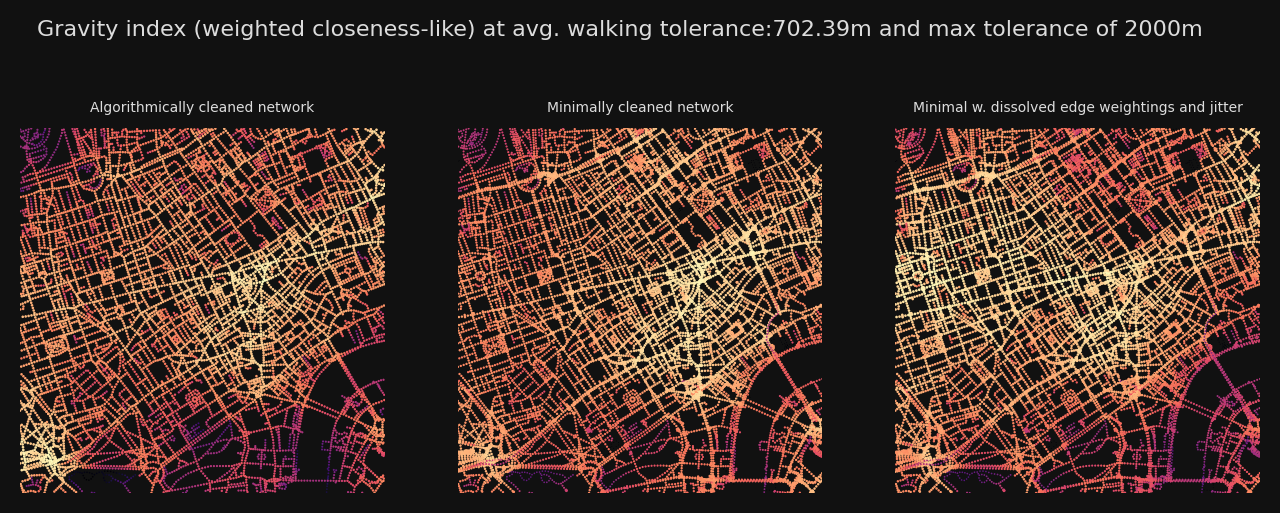 Gravity index (weighted closeness-like) at avg. walking tolerance:702.39m and max tolerance of 2000m
Algorithmically cleaned network
Minimally cleaned network
Minimal w. dissolved edge weightings and jitter